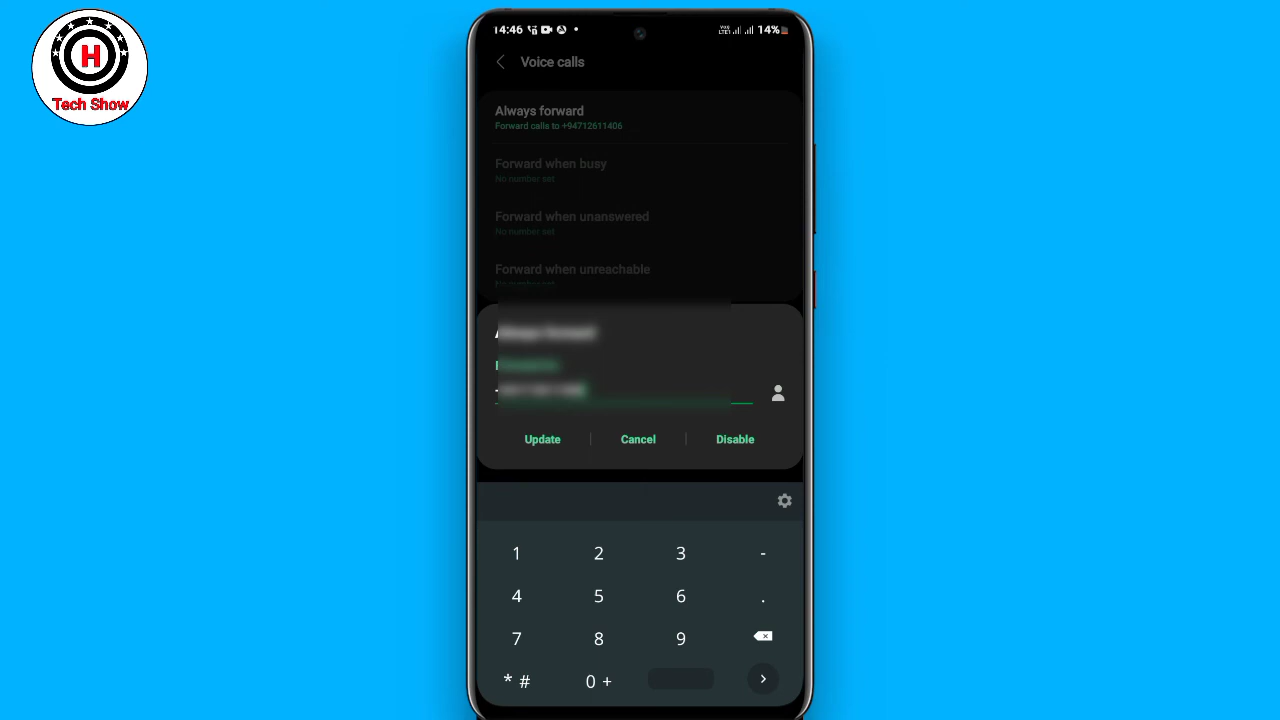 H
Tech Show
14:46
Vo)) LTE1
14%
Voice calls
Always forward
Forward calls to +94712611406
Forward when busy
No number set
Forward when unanswered
No number set
Forward when unreachable
Update
Cancel
Disable
1 2 3 -
4 5 6 .
7 8 9
* # 0 +